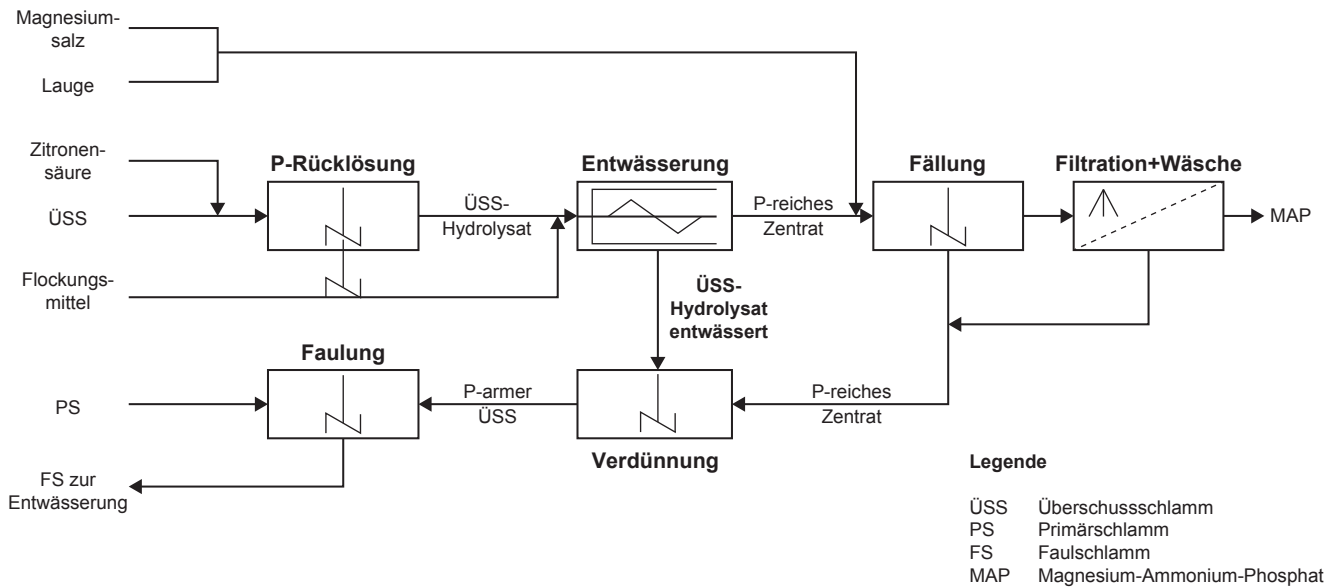 Magnesium-
salz
Lauge
Zitronen-
säure
P-Rücklösung
Entwässerung
Fällung
Filtration+Wäsche
ÜSS
ÜSS-
Hydrolysat
P-reiches
Zentrat
MAP
Flockungs-
mittel
ÜSS-
Hydrolysat
entwässert
Faulung
PS
P-armer
ÜSS
P-reiches
Zentrat
Verdünnung
FS zur
Entwässerung
Legende
ÜSS Überschussschlamm
PS Primärschlamm
FS Faulschlamm
MAP Magnesium-Ammonium-Phosphat